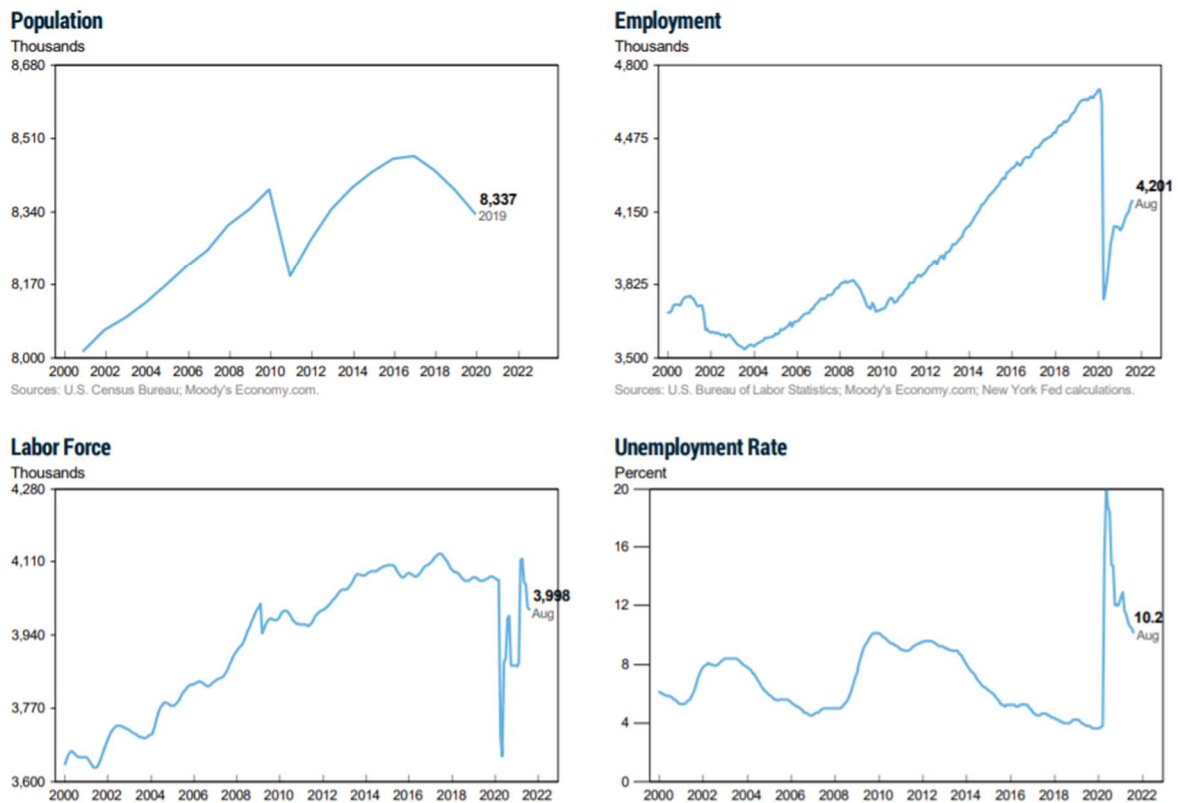 Population
Thousands
8,680
8,510
8,340
8,170
8,000
8,337
2019
2000 2002 2004 2006 2008 2010 2012 2014 2016 2018 2020 2022
Sources: U.S. Census Bureau; Moody's Economy.com.
Employment
Thousands
4,800
4,475
4,150
3,825
3,500
4,201
Aug
2000 2002 2004 2006 2008 2010 2012 2014 2016 2018 2020 2022
Sources: U.S. Bureau of Labor Statistics; Moody's Economy.com; New York Fed calculations.
Labor Force
Thousands
4,280
4,110
3,940
3,770
3,600
3,998
Aug
2000 2002 2004 2006 2008 2010 2012 2014 2016 2018 2020 2022
Unemployment Rate
Percent
20
16
12
8
4
0
10.2
Aug
2000 2002 2004 2006 2008 2010 2012 2014 2016 2018 2020 2022